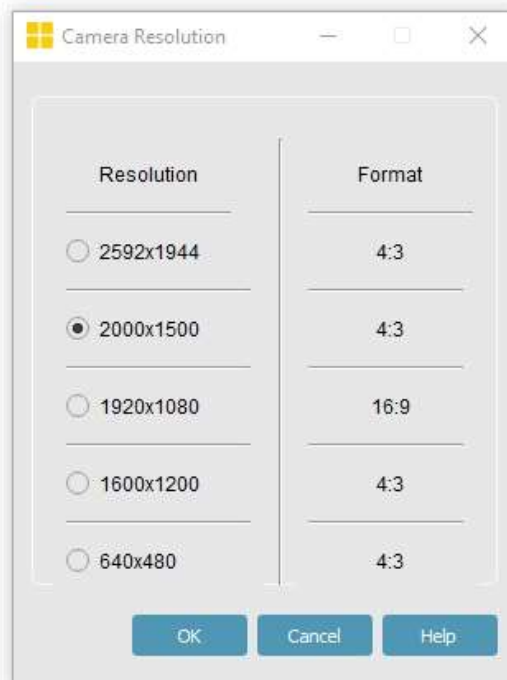 Camera Resolution
Resolution Format
2592x1944 4:3
2000x1500 4:3
1920x1080 16:9
1600x1200 4:3
640x480 4:3
OK Cancel Help